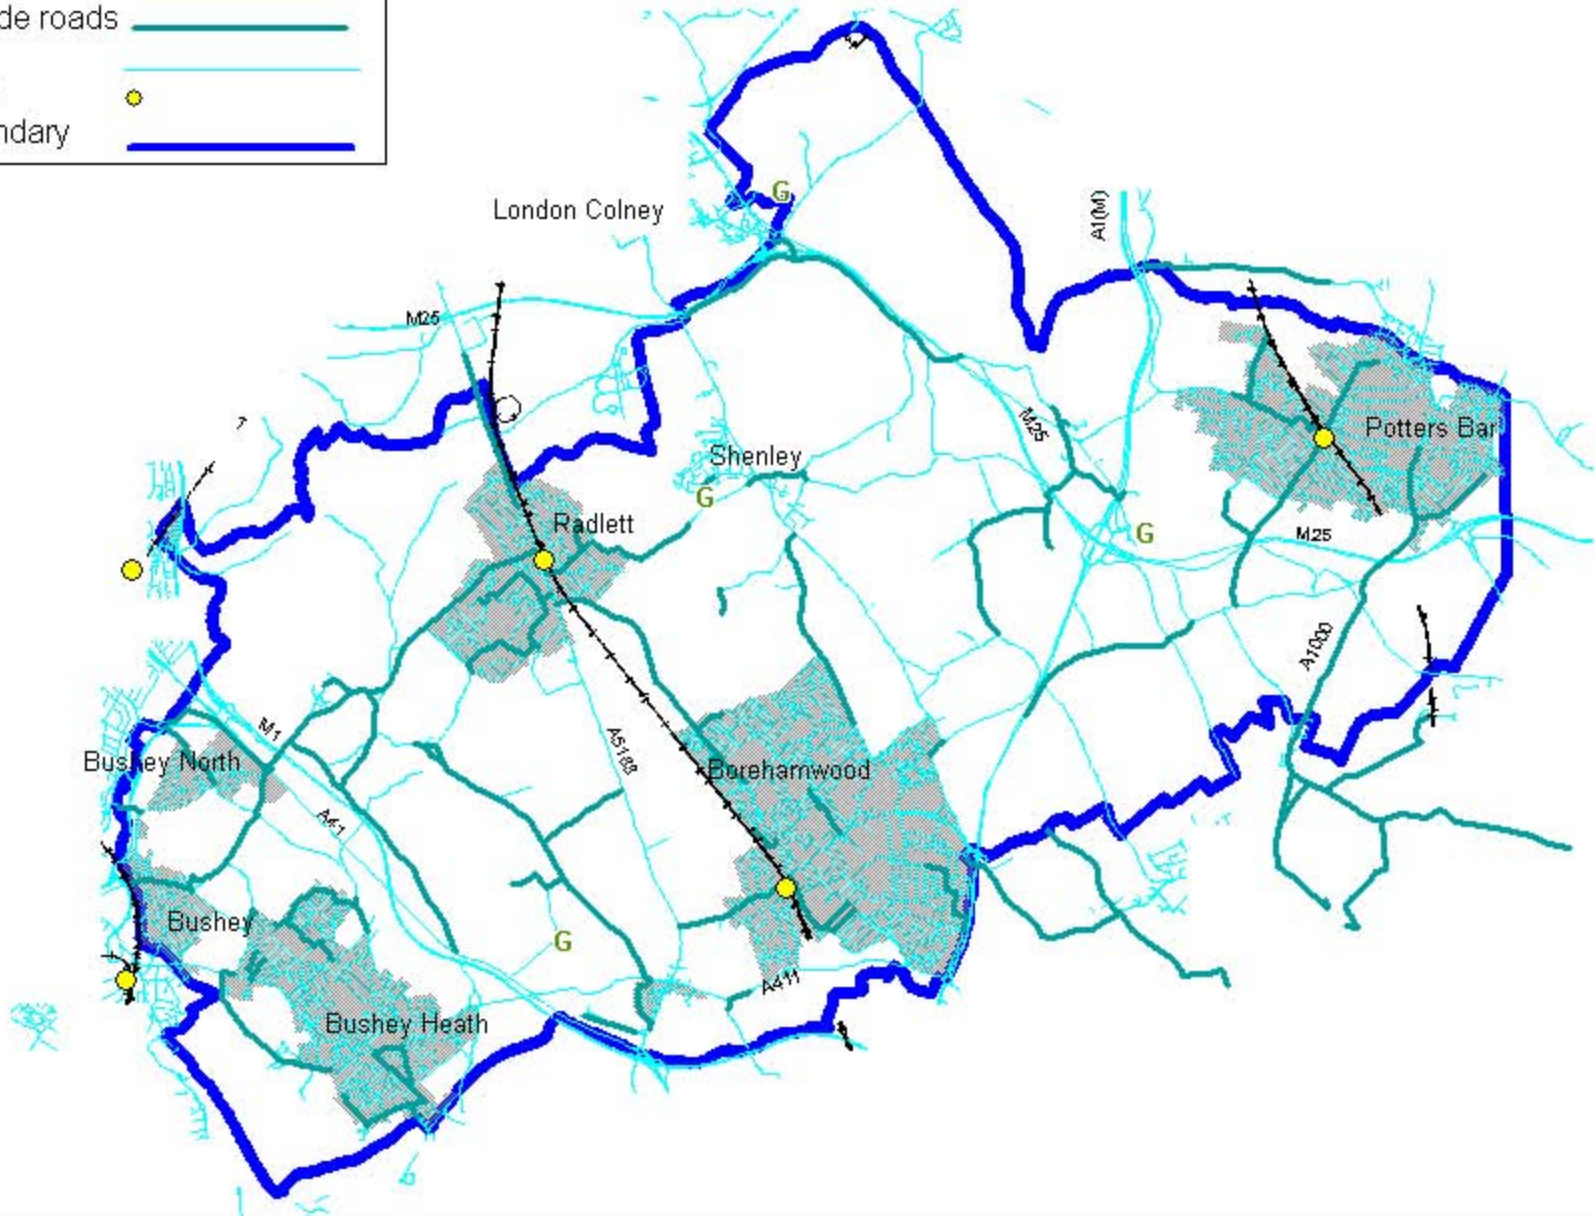 de roads
ndary
G
London Colney
A1(M)
M25
Potters Bar
M25
Shenley
G
Radlett
G
M25
A1000
M1
A5183
Bushey North
Borehamwood
A41
Bushey
G
A411
Bushey Heath